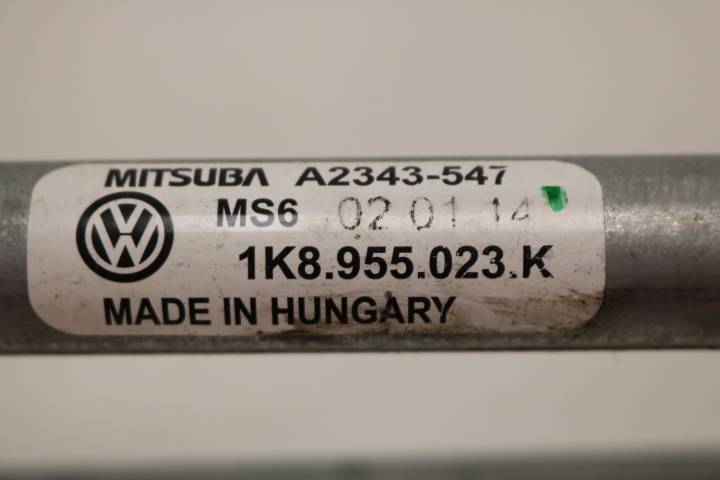 MITSUBA A2343-547
MS6 02 01 14
1K8.955.023.K
MADE IN HUNGARY